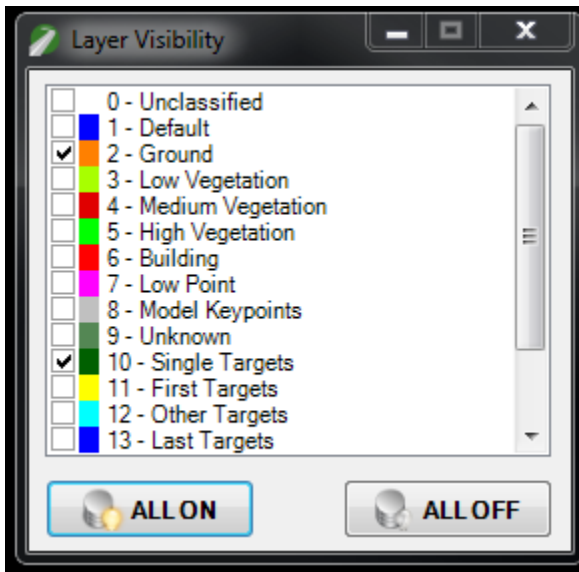 Layer Visibility
0 - Unclassified
1 - Default
2 - Ground
3 - Low Vegetation
4 - Medium Vegetation
5 - High Vegetation
6 - Building
7 - Low Point
8 - Model Keypoints
9 - Unknown
10 - Single Targets
11 - First Targets
12 - Other Targets
13 - Last Targets
ALL ON ALL OFF